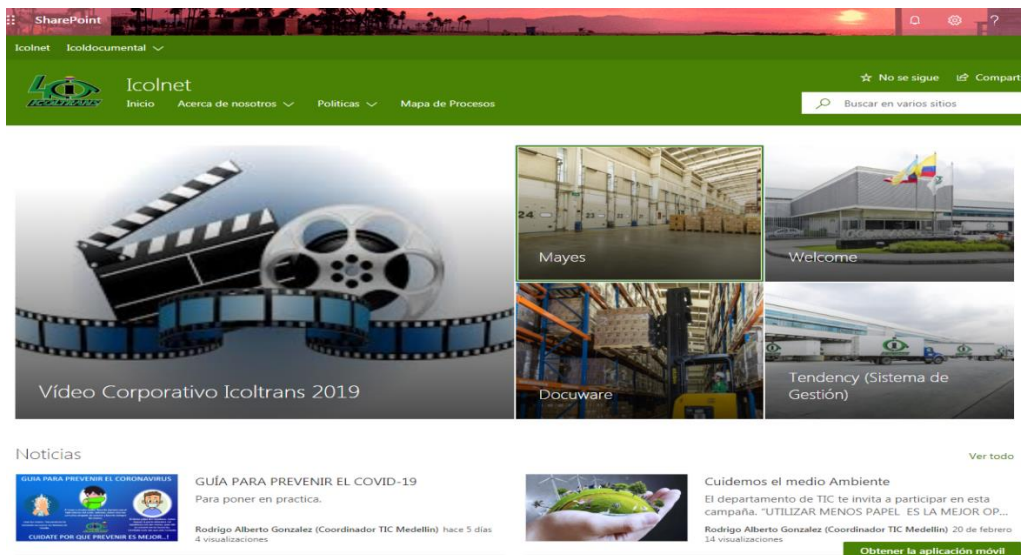 SharePoint
?
Icolnet Icoldocumental
40 ICOLTRANS
Icolnet
No se sigue Compart
Inicio Acerca de nosotros Politicas Mapa de Procesos
Buscar en varios sitios
Vídeo Corporativo Icoltrans 2019
24 23
Mayes
Welcome
Docuware
Tendency (Sistema de
Gestión)
Noticias
Ver todo
GUIA PARA PREVENIR EL CORONAVIRUS
CUIDATE POR QUE PREVENIR ES MEJOR..!
GUÍA PARA PREVENIR EL COVID-19
Para poner en practica.
Rodrigo Alberto Gonzalez (Coordinador TIC Medellin) hace 5 días
4 visualizaciones
Cuidemos el medio Ambiente
El departamento de TIC te invita a participar en esta
campaña. "UTILIZAR MENOS PAPEL ES LA MEJOR OP...
Rodrigo Alberto Gonzalez (Coordinador TIC Medellin) 20 de febrero
14 visualizaciones
Obtener la aplicación móvil